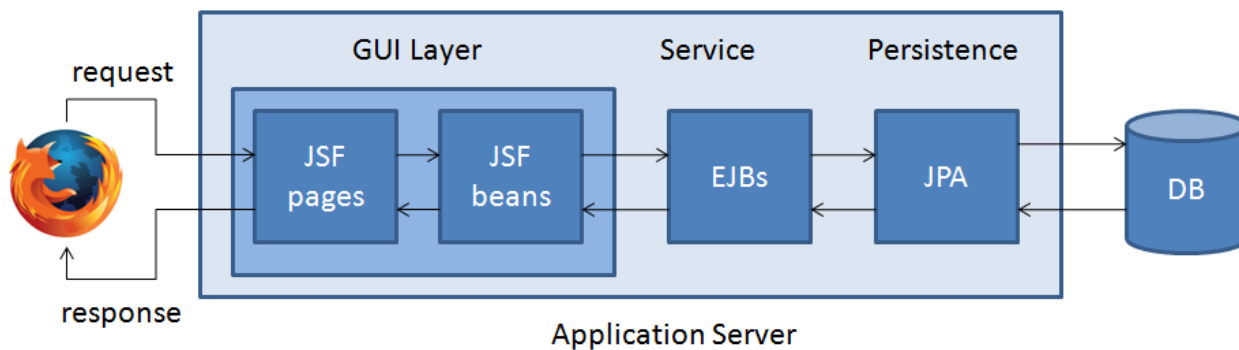 GUI Layer
Service
Persistence
request
JSF
pages
JSF
beans
EJBs
JPA
DB
response
Application Server